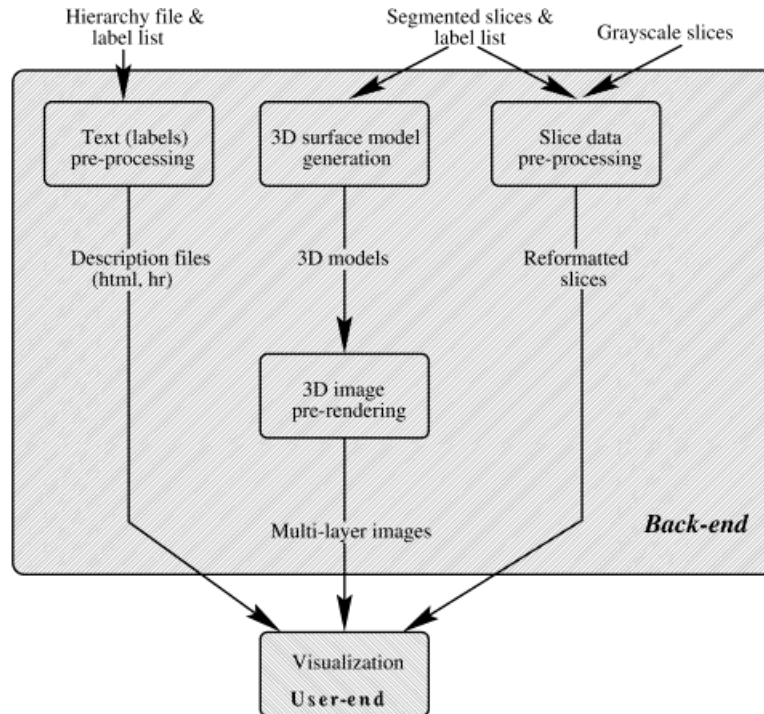 Hierarchy file &
label list
Segmented slices &
label list
Grayscale slices
Text (labels)
pre-processing
3D surface model
generation
Slice data
pre-processing
Description files
(html, hr)
3D models
Reformatted
slices
3D image
pre-rendering
Multi-layer images
Back-end
Visualization
User-end